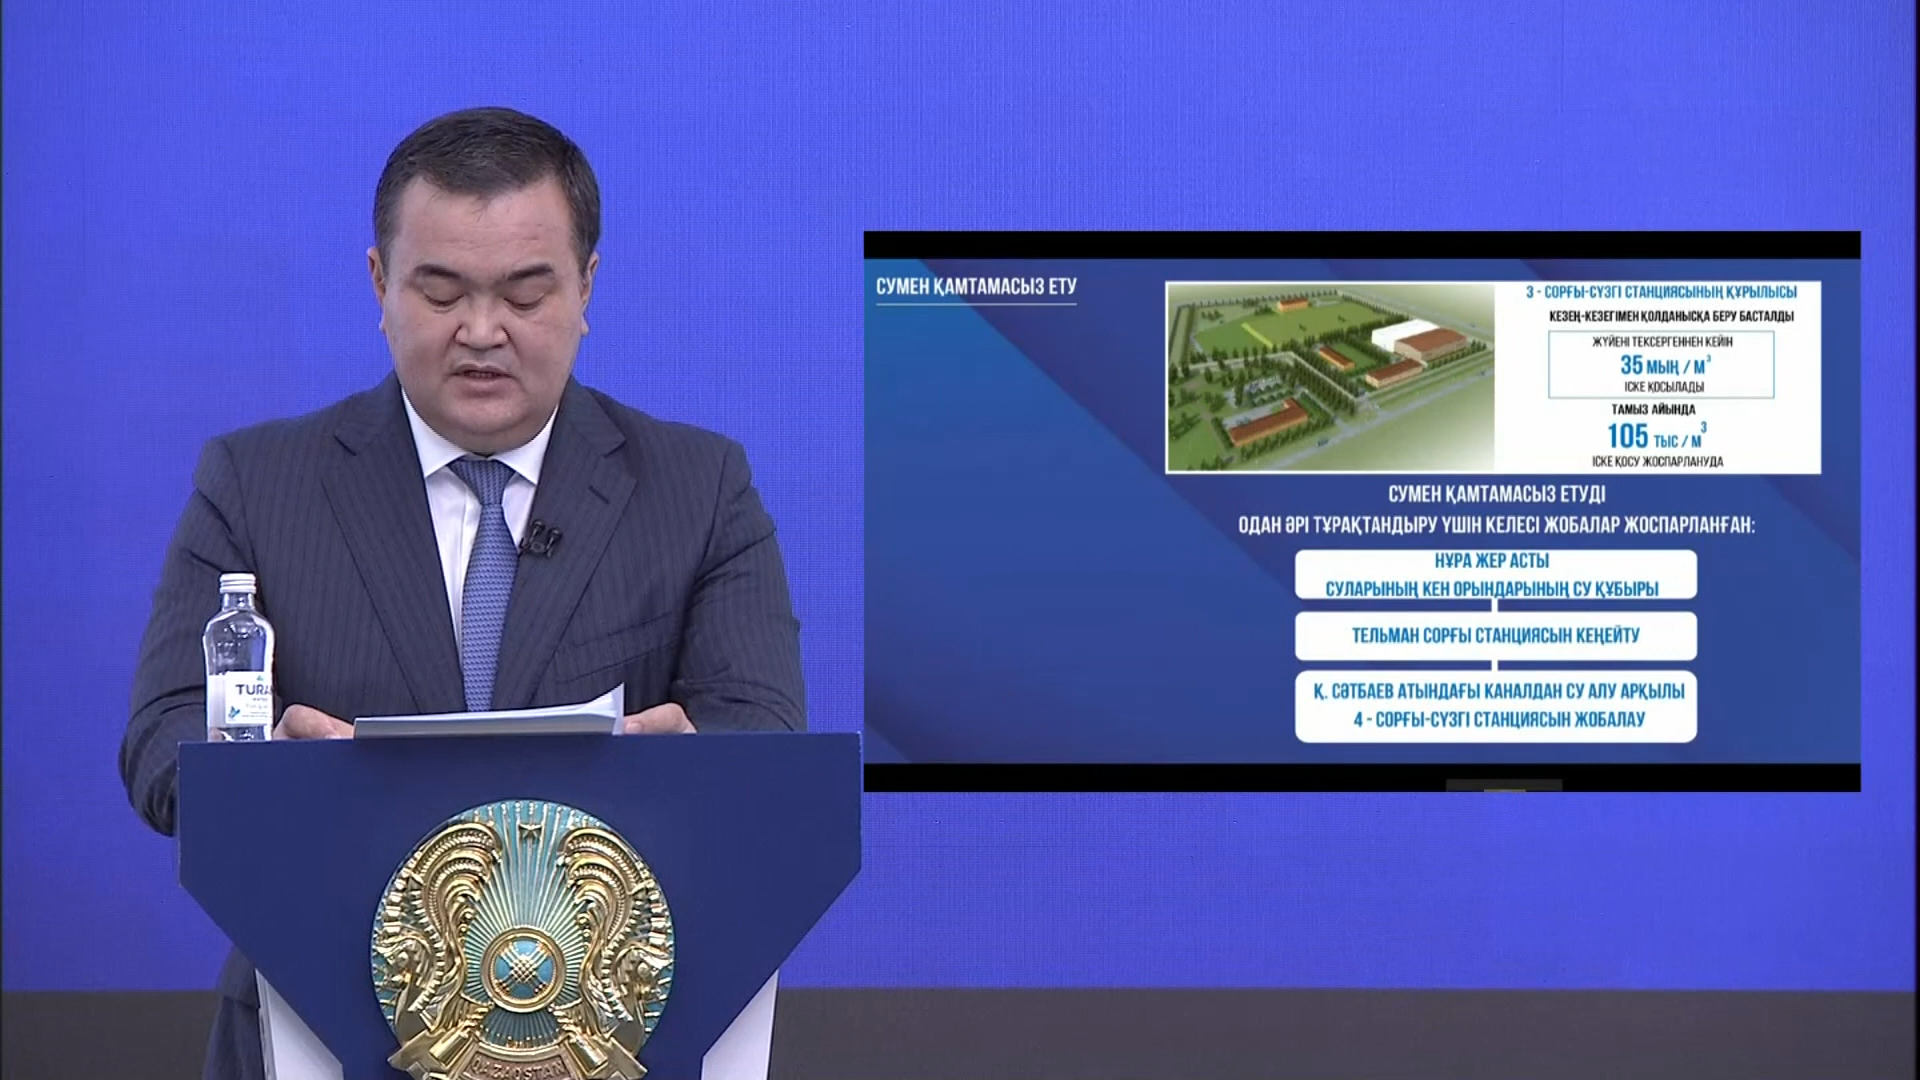 СУМЕН ҚАМТАМАСЫЗ ЕТУ
3 - СОРҒЫ-СҮЗГІ СТАНЦИЯСЫНЫҢ ҚҰРЫЛЫСЫ
КЕЗЕҢ-КЕЗЕГІМЕН ҚОЛДАНЫСҚА БЕРУ БАСТАЛДЫ
ЖҮЙЕНІ ТЕКСЕРГЕННЕН КЕЙІН
35 МЫҢ / М³
ІСКЕ ҚОСЫЛАДЫ
ТАМЫЗ АЙЫНДА
105 ТЫС / М³
ІСКЕ ҚОСУ ЖОСПАРЛАНУДА
СУМЕН ҚАМТАМАСЫЗ ЕТУДІ
ОДАН ӘРІ ТҰРАҚТАНДЫРУ ҮШІН КЕЛЕСІ ЖОБАЛАР ЖОСПАРЛАНҒАН:
НҰРА ЖЕР АСТЫ
СУЛАРЫНЫҢ КЕН ОРЫНДАРЫНЫҢ СУ ҚҰБЫРЫ
ТЕЛЬМАН СОРҒЫ СТАНЦИЯСЫН КЕҢЕЙТУ
Қ. СӘТБАЕВ АТЫНДАҒЫ КАНАЛДАН СУ АЛУ АРҚЫЛЫ
4 - СОРҒЫ-СҮЗГІ СТАНЦИЯСЫН ЖОБАЛАУ
TURA
QAZAQSTAN